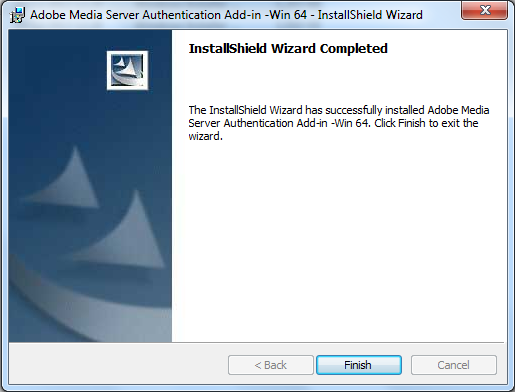 Adobe Media Server Authentication Add-in -Win 64 - InstallShield Wizard
InstallShield Wizard Completed
The InstallShield Wizard has successfully installed Adobe Media
Server Authentication Add-in -Win 64. Click Finish to exit the
wizard.
< Back
Finish
Cancel